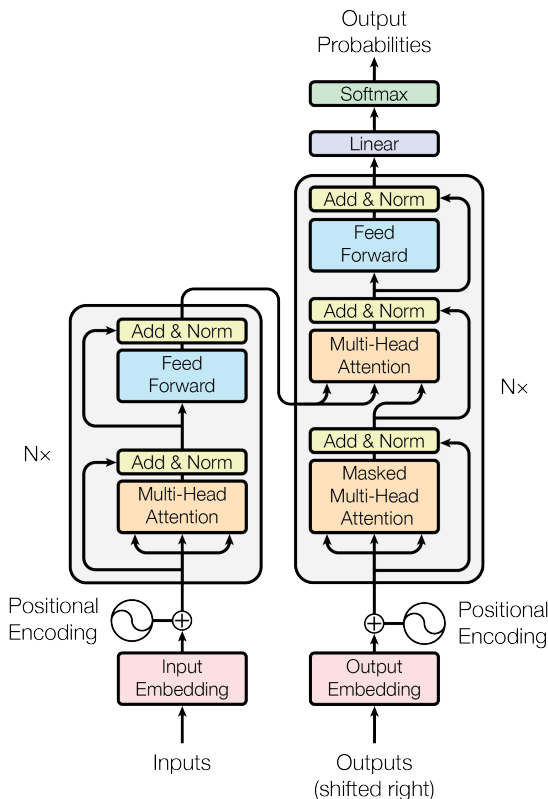 Output
Probabilities
Softmax
Linear
Add & Norm
Feed
Forward
Add & Norm
Multi-Head
Attention
Add & Norm
Masked
Multi-Head
Attention
N×
Add & Norm
Feed
Forward
Add & Norm
Multi-Head
Attention
N×
Positional
Encoding
Positional
Encoding
Input
Embedding
Output
Embedding
Inputs
Outputs
(shifted right)